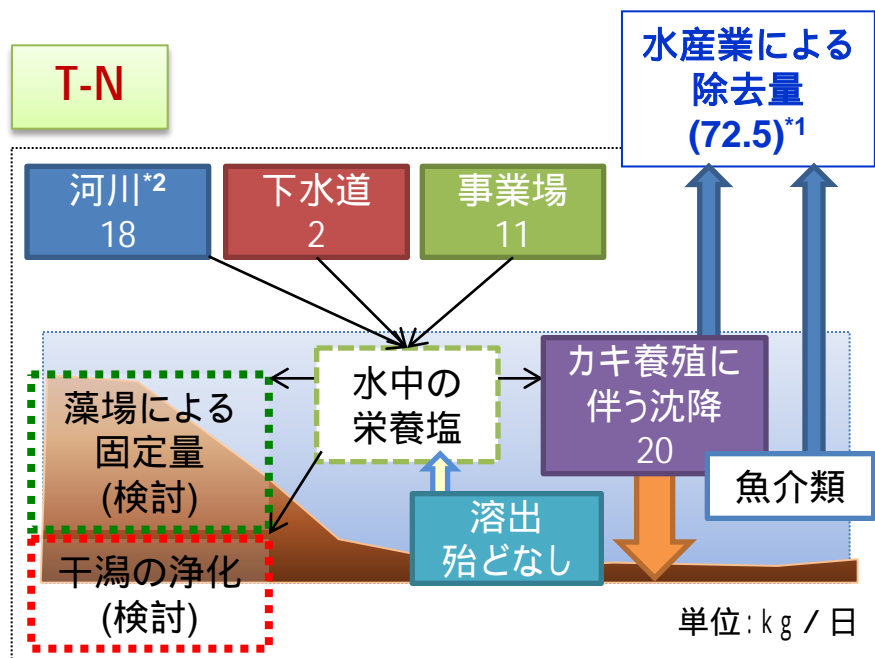 T-N
水産業による
除去量
(72.5)*1
河川*2
18
下水道
2
事業場
11
水中の
栄養塩
カキ養殖に
伴う沈降
20
藻場による
固定量
(検討)
魚介類
溶出
殆どなし
干潟の浄化
(検討)
単位:kg/日